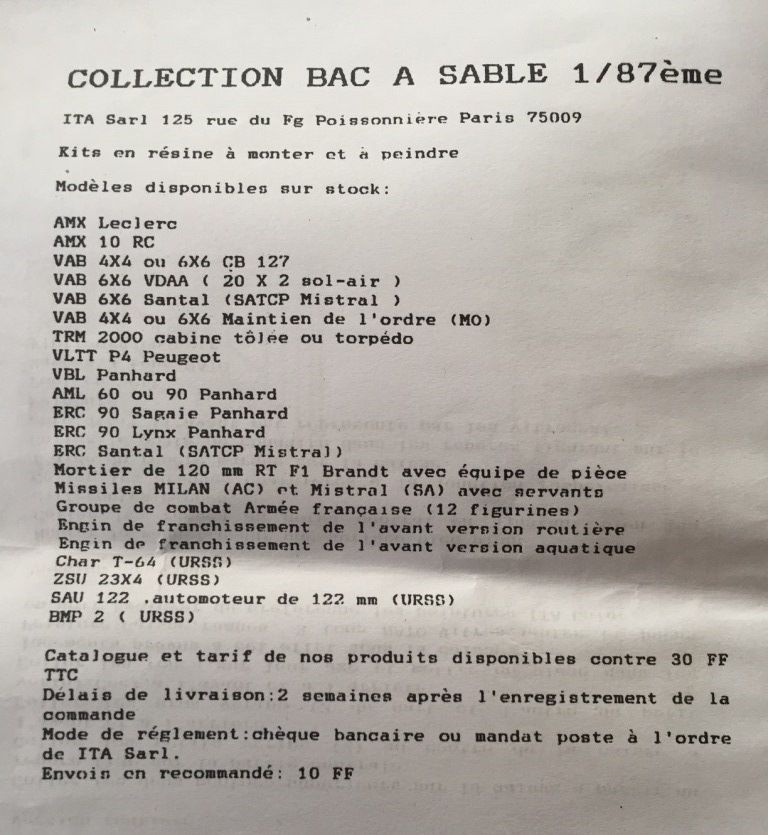 COLLECTION BAC A SABLE 1/87ème
ITA Sarl 125 rue du Fg Poissonnière Paris 75009
Kits en résine à monter et à peindre
Modèles disponibles sur stock:
AMX Leclerc
AMX 10 RC
VAB 4X4 ou 6X6 CB 127
VAB 6X6 VDAA ( 20 X 2 sol-air )
VAB 6X6 Santal (SATCP Mistral )
VAB 4X4 ou 6X6 Maintien de l'ordre (MO)
TRM 2000 cabine tôlée ou torpédo
VLTT P4 Peugeot
VBL Panhard
AML 60 ou 90 Panhard
ERC 90 Sagaie Panhard
ERC 90 Lynx Panhard
ERC Santal (SATCP Mistral)
Mortier de 120 mm RT F1 Brandt avec équipe de pièce
Missiles MILAN (AC) et Mistral (SA) avec servants
Groupe de combat Armée française (12 figurines)
Engin de franchissement de l'avant version routière
Engin de franchissement de l'avant version aquatique
Char T-64 (URSS)
ZSU 23X4 (URSS)
SAU 122 .automoteur de 122 mm (URSS)
BMP 2 ( URSS)
Catalogue et tarif de nos produits disponibles contre 30 FF
TTC
Délais de livraison:2 semaines après l'enregistrement de la
commande
Mode de réglement:chèque bancaire ou mandat poste à l'ordre
de ITA Sarl.
Envois en recommandé: 10 FF